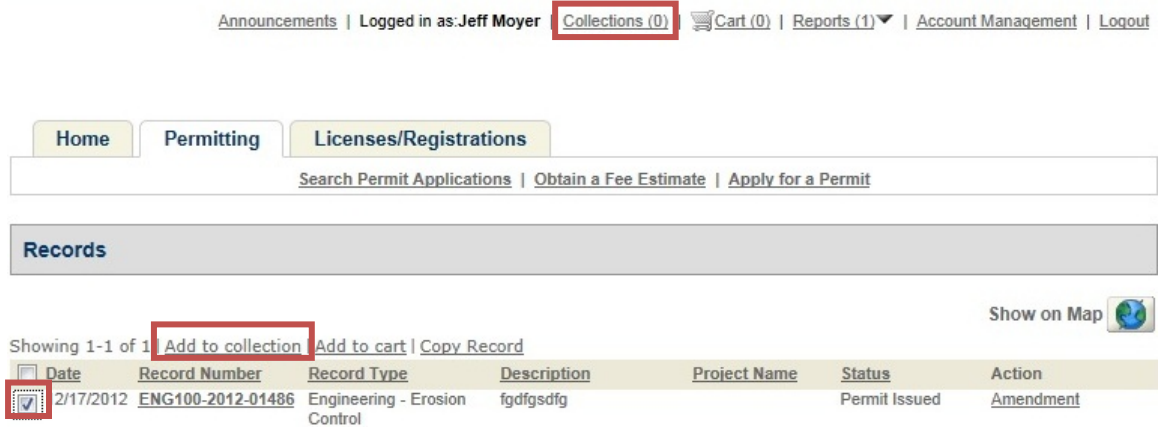 Announcements | Logged in as:Jeff Moyer | Collections (0) | Cart (0) | Reports (1) | Account Management | Logout
Home Permitting Licenses/Registrations
Search Permit Applications | Obtain a Fee Estimate | Apply for a Permit
Records
Show on Map
Showing 1-1 of 1 | Add to collection | Add to cart | Copy Record
Date Record Number Record Type Description Project Name Status Action
2/17/2012 ENG100-2012-01486 Engineering - Erosion fgdfgsdfg Permit Issued Amendment
Control